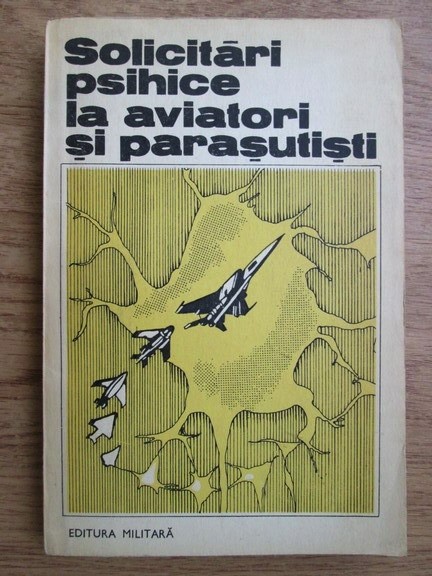 Solicitări
psihice
la aviatori
și parașutiști
EDITURA MILITARĂ